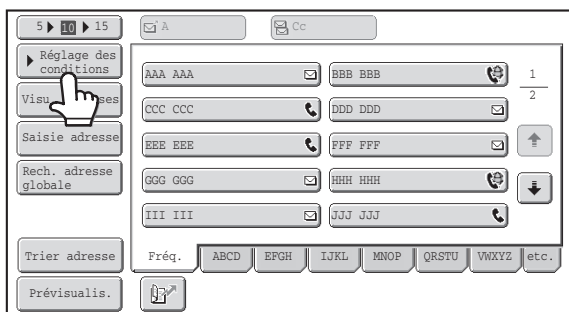 5 10 15
A
Cc
Réglage des
conditions
Saisie adresse
Rech. adresse
globale
Trier adresse
Prévisualis.
AAA AAA
BBB BBB
CCC CCC
DDD DDD
EEE EEE
FFF FFF
GGG GGG
HHH HHH
III III
JJJ JJJ
1
2
Fréq. ABCD EFGH IJKL MNOP QRSTU VWXYZ etc.